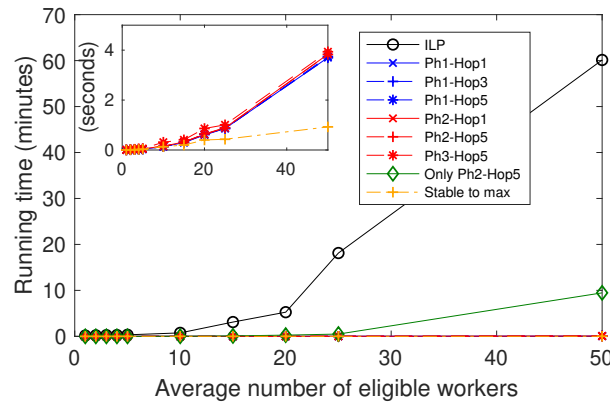 70
60
50
40
30
20
10
0
Running time (minutes)
0
10
20
30
40
50
Average number of eligible workers
4
2
0
(seconds)
0
20
40
ILP
Ph1-Hop1
Ph1-Hop3
Ph1-Hop5
Ph2-Hop1
Ph2-Hop5
Ph3-Hop5
Only Ph2-Hop5
Stable to max